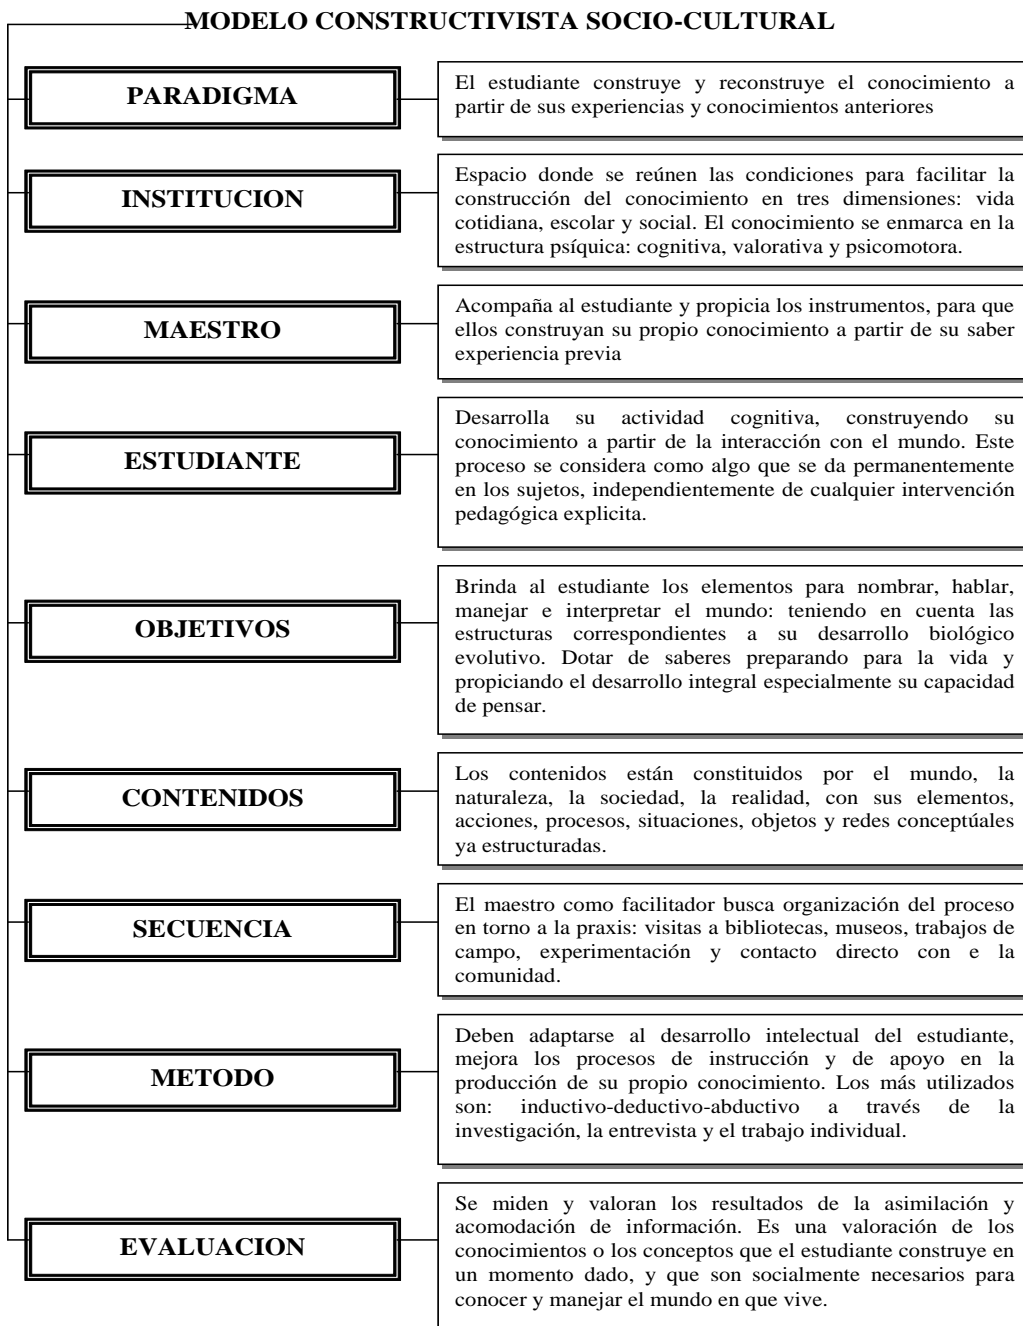 MODELO CONSTRUCTIVISTA SOCIO-CULTURAL
PARADIGMA
El estudiante construye y reconstruye el conocimiento a
partir de sus experiencias y conocimientos anteriores
INSTITUCION
Espacio donde se reúnen las condiciones para facilitar la
construcción del conocimiento en tres dimensiones: vida
cotidiana, escolar y social. El conocimiento se enmarca en la
estructura psíquica: cognitiva, valorativa y psicomotora.
MAESTRO
Acompaña al estudiante y propicia los instrumentos, para que
ellos construyan su propio conocimiento a partir de su saber
experiencia previa
ESTUDIANTE
Desarrolla su actividad cognitiva, construyendo su
conocimiento a partir de la interacción con el mundo. Este
proceso se considera como algo que se da permanentemente
en los sujetos, independientemente de cualquier intervención
pedagógica explicita.
OBJETIVOS
Brinda al estudiante los elementos para nombrar, hablar,
manejar e interpretar el mundo: teniendo en cuenta las
estructuras correspondientes a su desarrollo biológico
evolutivo. Dotar de saberes preparando para la vida y
propiciando el desarrollo integral especialmente su capacidad
de pensar.
CONTENIDOS
Los contenidos están constituidos por el mundo, la
naturaleza, la sociedad, la realidad, con sus elementos,
acciones, procesos, situaciones, objetos y redes conceptúales
ya estructuradas.
SECUENCIA
El maestro como facilitador busca organización del proceso
en torno a la praxis: visitas a bibliotecas, museos, trabajos de
campo, experimentación y contacto directo con e la
comunidad.
METODO
Deben adaptarse al desarrollo intelectual del estudiante,
mejora los procesos de instrucción y de apoyo en la
producción de su propio conocimiento. Los más utilizados
son: inductivo-deductivo-abductivo a través de la
investigación, la entrevista y el trabajo individual.
EVALUACION
Se miden y valoran los resultados de la asimilación y
acomodación de información. Es una valoración de los
conocimientos o los conceptos que el estudiante construye en
un momento dado, y que son socialmente necesarios para
conocer y manejar el mundo en que vive.